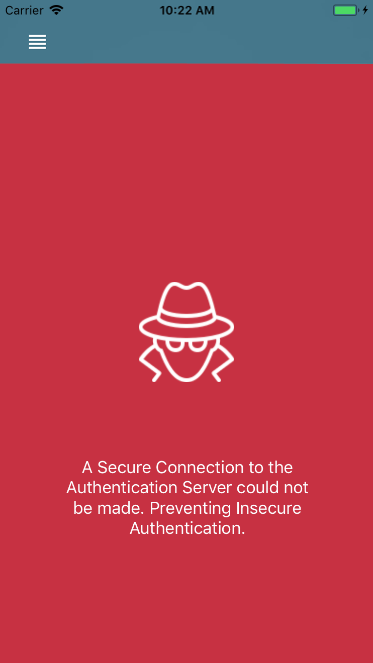 Carrier 10:22 AM
A Secure Connection to the
Authentication Server could not
be made. Preventing Insecure
Authentication.